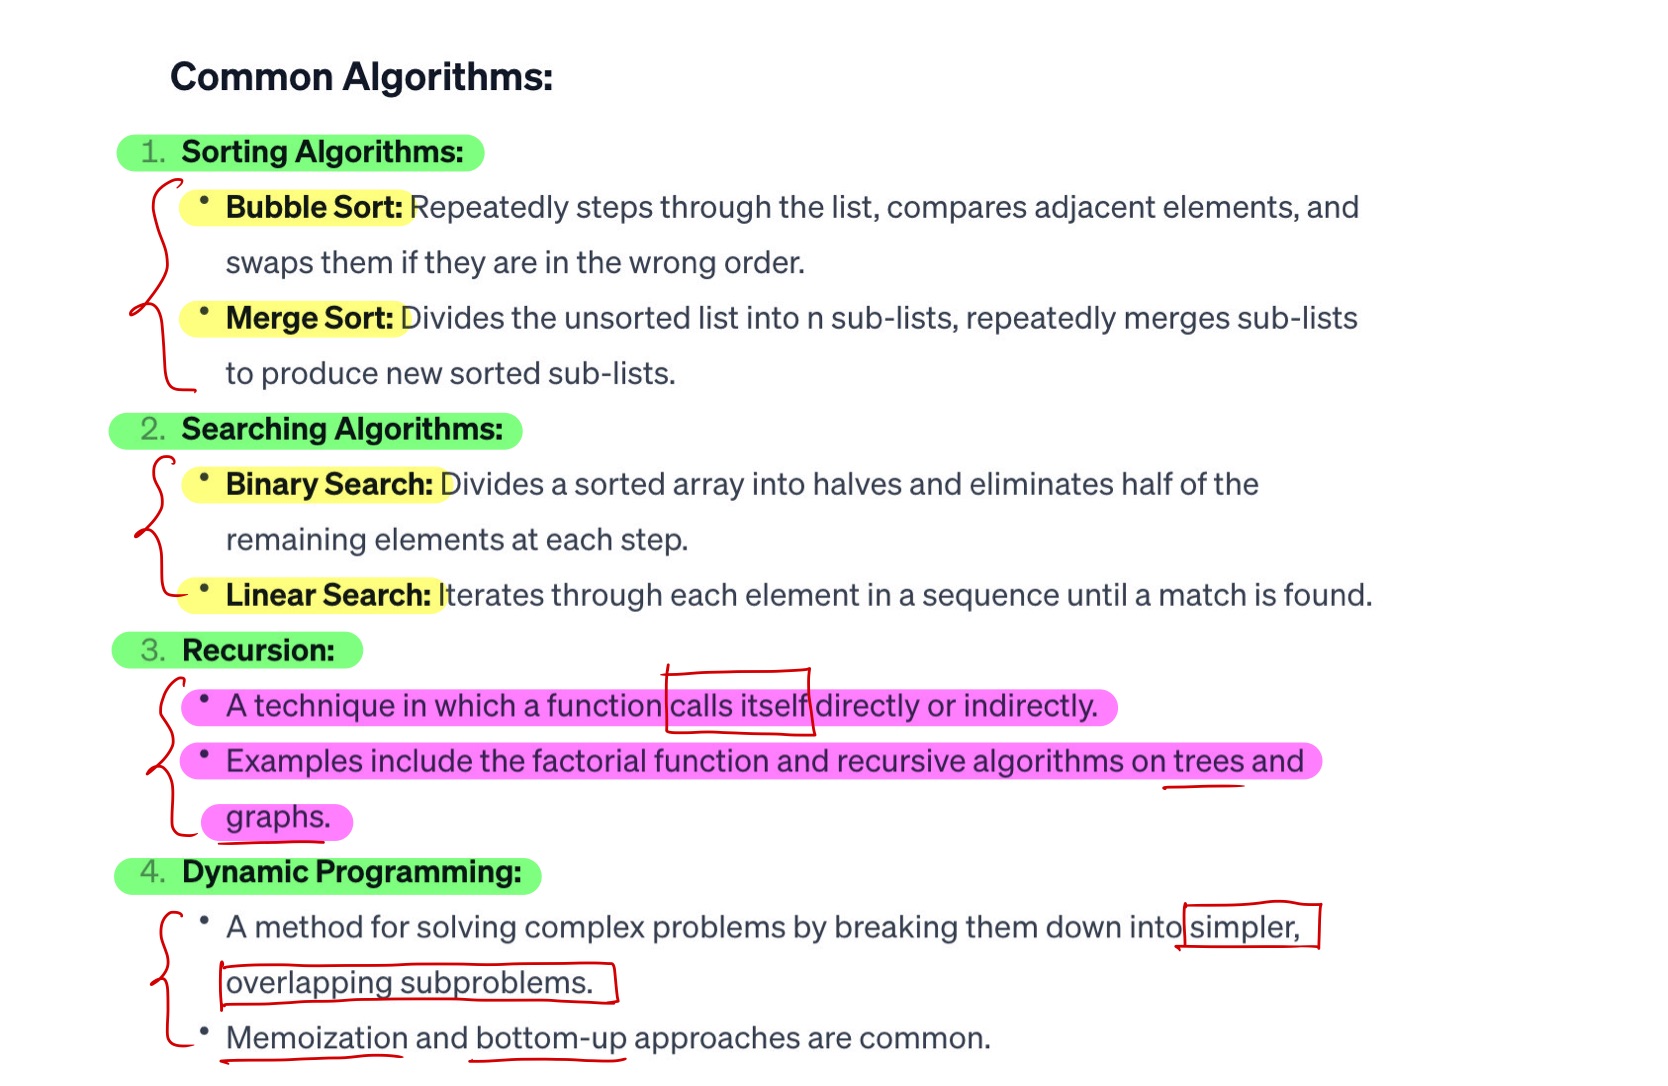 Common Algorithms:
1. Sorting Algorithms:
• Bubble Sort: Repeatedly steps through the list, compares adjacent elements, and
swaps them if they are in the wrong order.
• Merge Sort: Divides the unsorted list into n sub-lists, repeatedly merges sub-lists
to produce new sorted sub-lists.
2. Searching Algorithms:
• Binary Search: Divides a sorted array into halves and eliminates half of the
remaining elements at each step.
• Linear Search: Iterates through each element in a sequence until a match is found.
3. Recursion:
• A technique in which a function calls itself directly or indirectly.
• Examples include the factorial function and recursive algorithms on trees and
graphs.
4. Dynamic Programming:
• A method for solving complex problems by breaking them down into simpler,
overlapping subproblems.
• Memoization and bottom-up approaches are common.